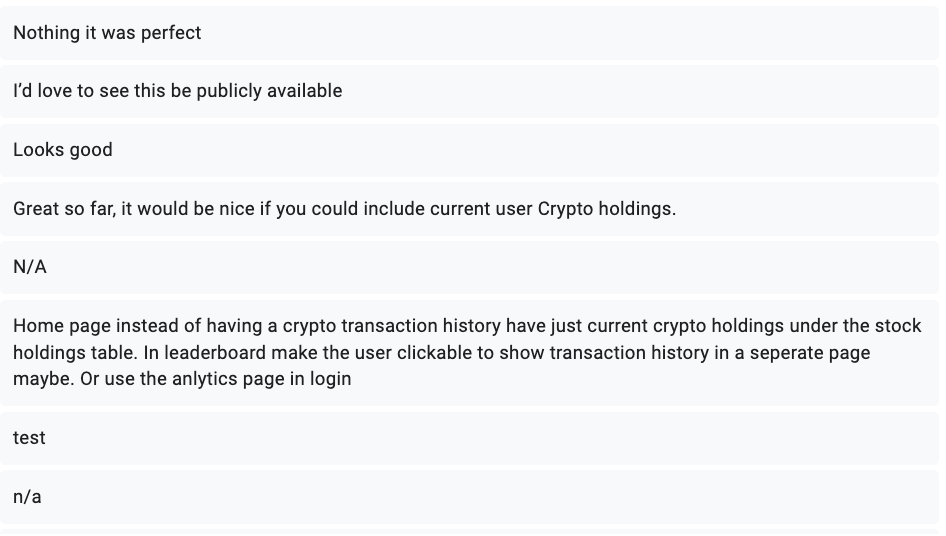 Nothing it was perfect
I’d love to see this be publicly available
Looks good
Great so far, it would be nice if you could include current user Crypto holdings.
N/A
Home page instead of having a crypto transaction history have just current crypto holdings under the stock
holdings table. In leaderboard make the user clickable to show transaction history in a seperate page
maybe. Or use the anlytics page in login
test
n/a